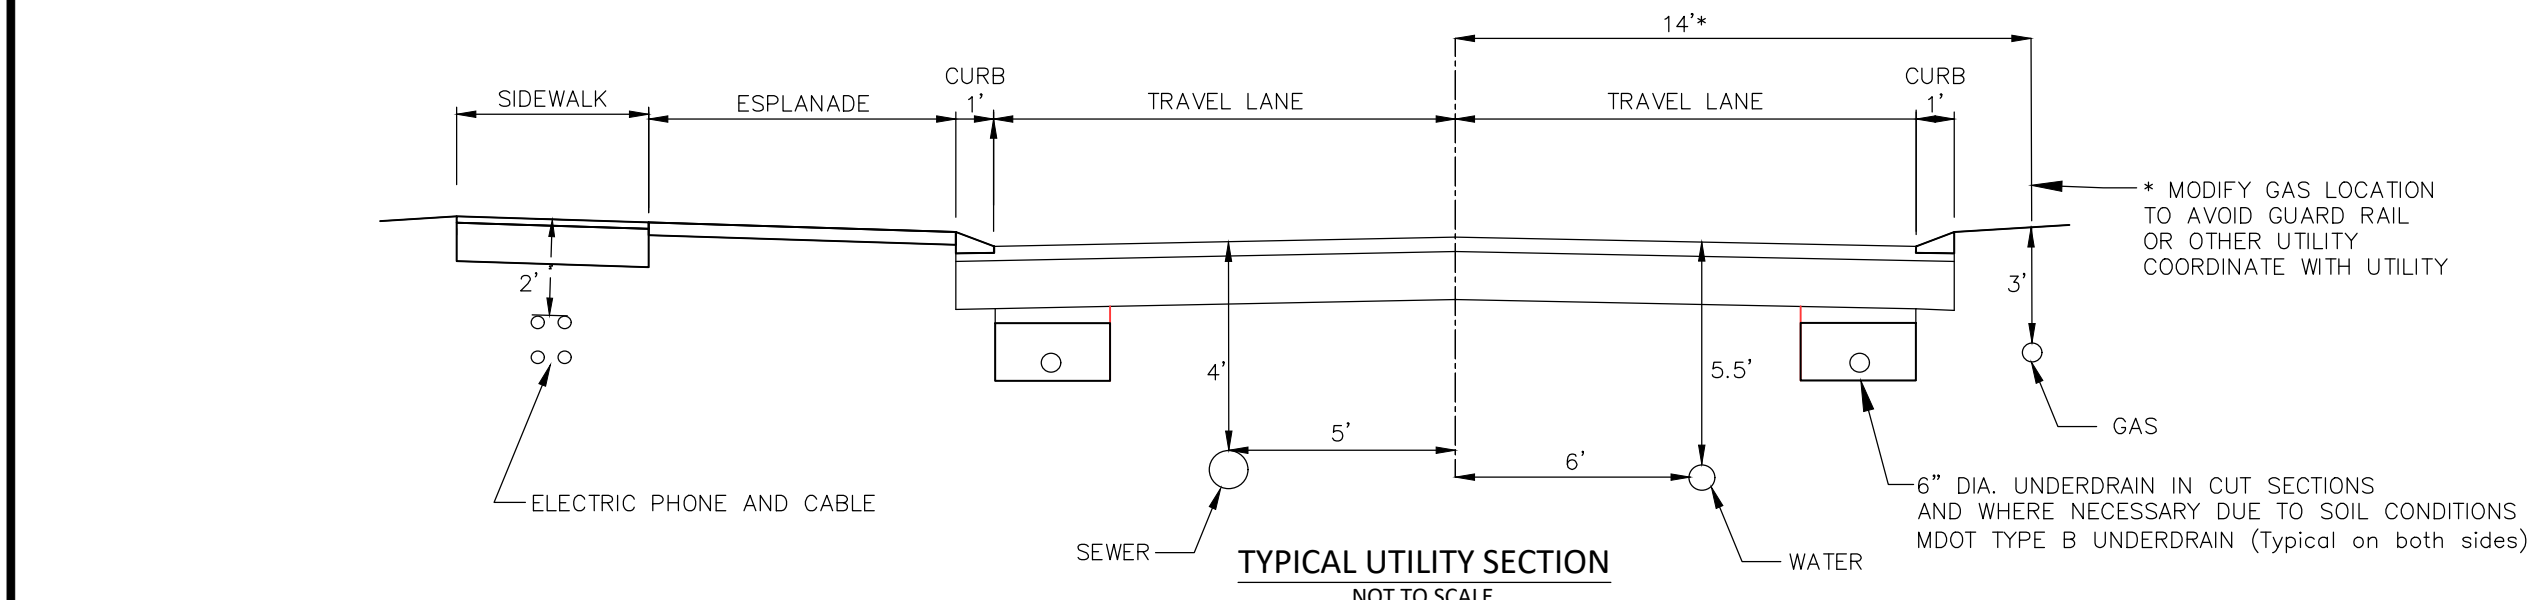 14'*
CURB
CURB
SIDEWALK
ESPLANADE
1'
TRAVEL LANE
TRAVEL LANE
1'
* MODIFY GAS LOCATION
TO AVOID GUARD RAIL
OR OTHER UTILITY
COORDINATE WITH UTILITY
2'
3'
4'
5.5'
5'
6'
GAS
ELECTRIC PHONE AND CABLE
6" DIA. UNDERDRAIN IN CUT SECTIONS
AND WHERE NECESSARY DUE TO SOIL CONDITIONS
MDOT TYPE B UNDERDRAIN (Typical on both sides)
SEWER
WATER
TYPICAL UTILITY SECTION
NOT TO SCALE